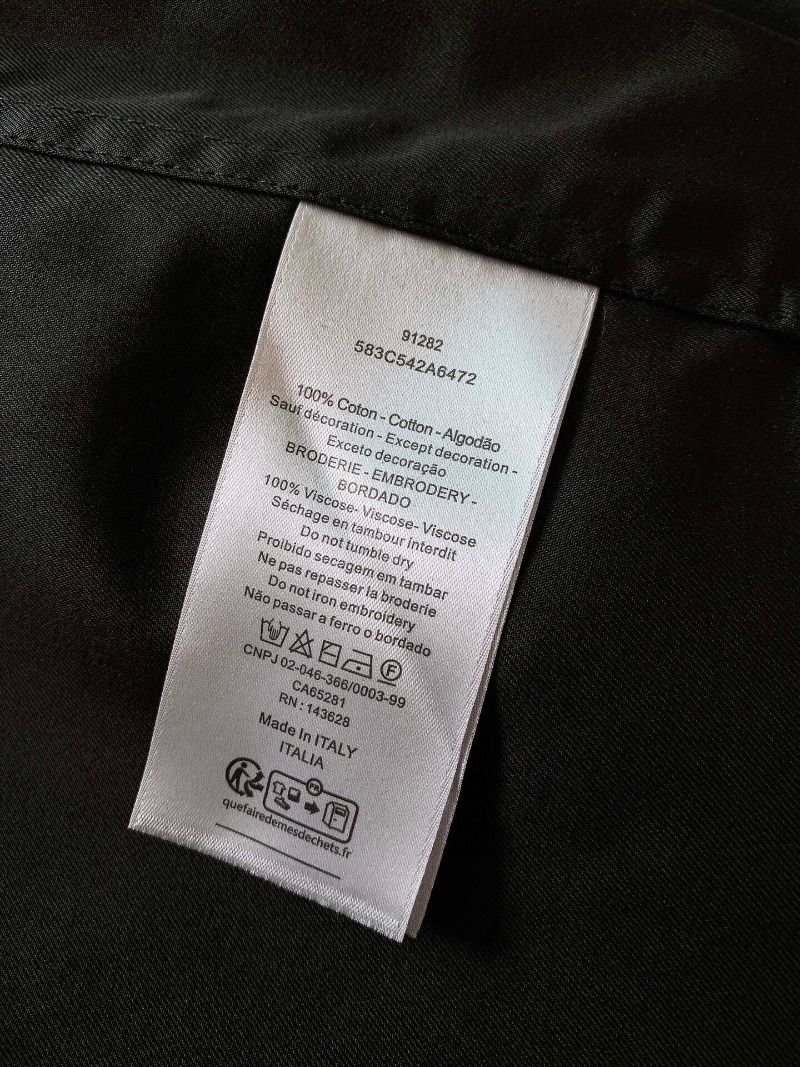 91282
583C542A6472
100% Coton - Cotton - Algodão
Sauf décoration - Except decoration -
Exceto decoração
BRODERIE - EMBRODERY -
BORDADO
100% Viscose- Viscose- Viscose
Séchage en tambour interdit
Do not tumble dry
Proibido secagem em tambar
Ne pas repasser la broderie
Do not iron embroidery
Não passar a ferro o bordado
F
CNPJ 02-046-366/0003-99
CA65281
RN : 143628
Made In ITALY
ITALIA
FR
quefairedemesdechets.fr